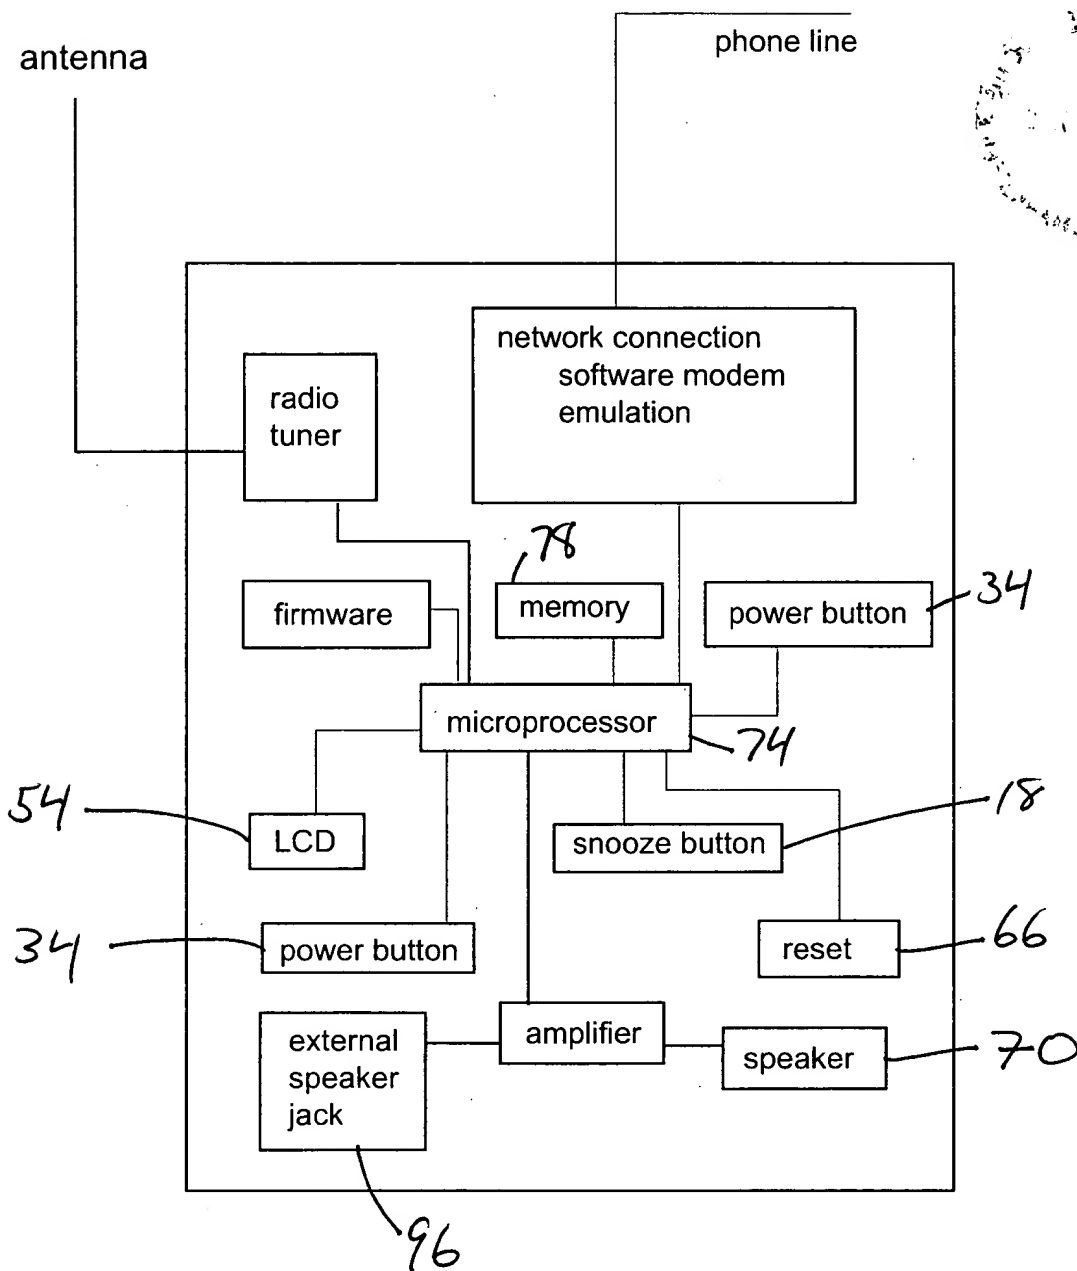 phone line
antenna
network connection
software modem
emulation
radio
tuner
78
firmware
memory
power button
34
microprocessor
74
54
LCD
18
snooze button
34
power button
reset
66
external
speaker
jack
amplifier
speaker
70
96